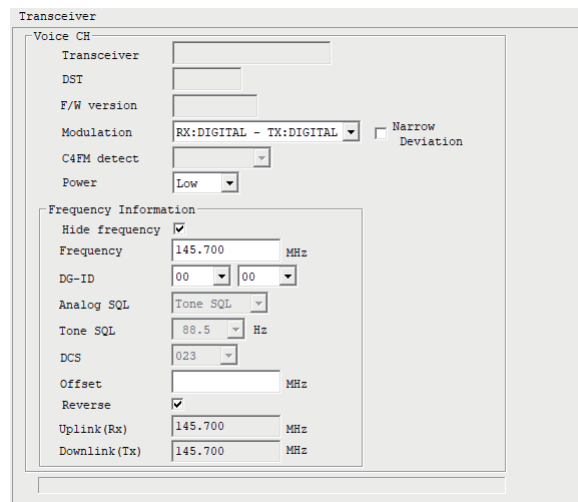 Transceiver
Voice CH
Transceiver
DST
F/W version
Modulation RX:DIGITAL - TX:DIGITAL Narrow Deviation
C4FM detect
Power Low
Frequency Information
Hide frequency
Frequency 145.700 MHz
DG-ID 00 00
Analog SQL Tone SQL
Tone SQL 88.5 Hz
DCS 023
Offset MHz
Reverse
Uplink(Rx) 145.700 MHz
Downlink(Tx) 145.700 MHz